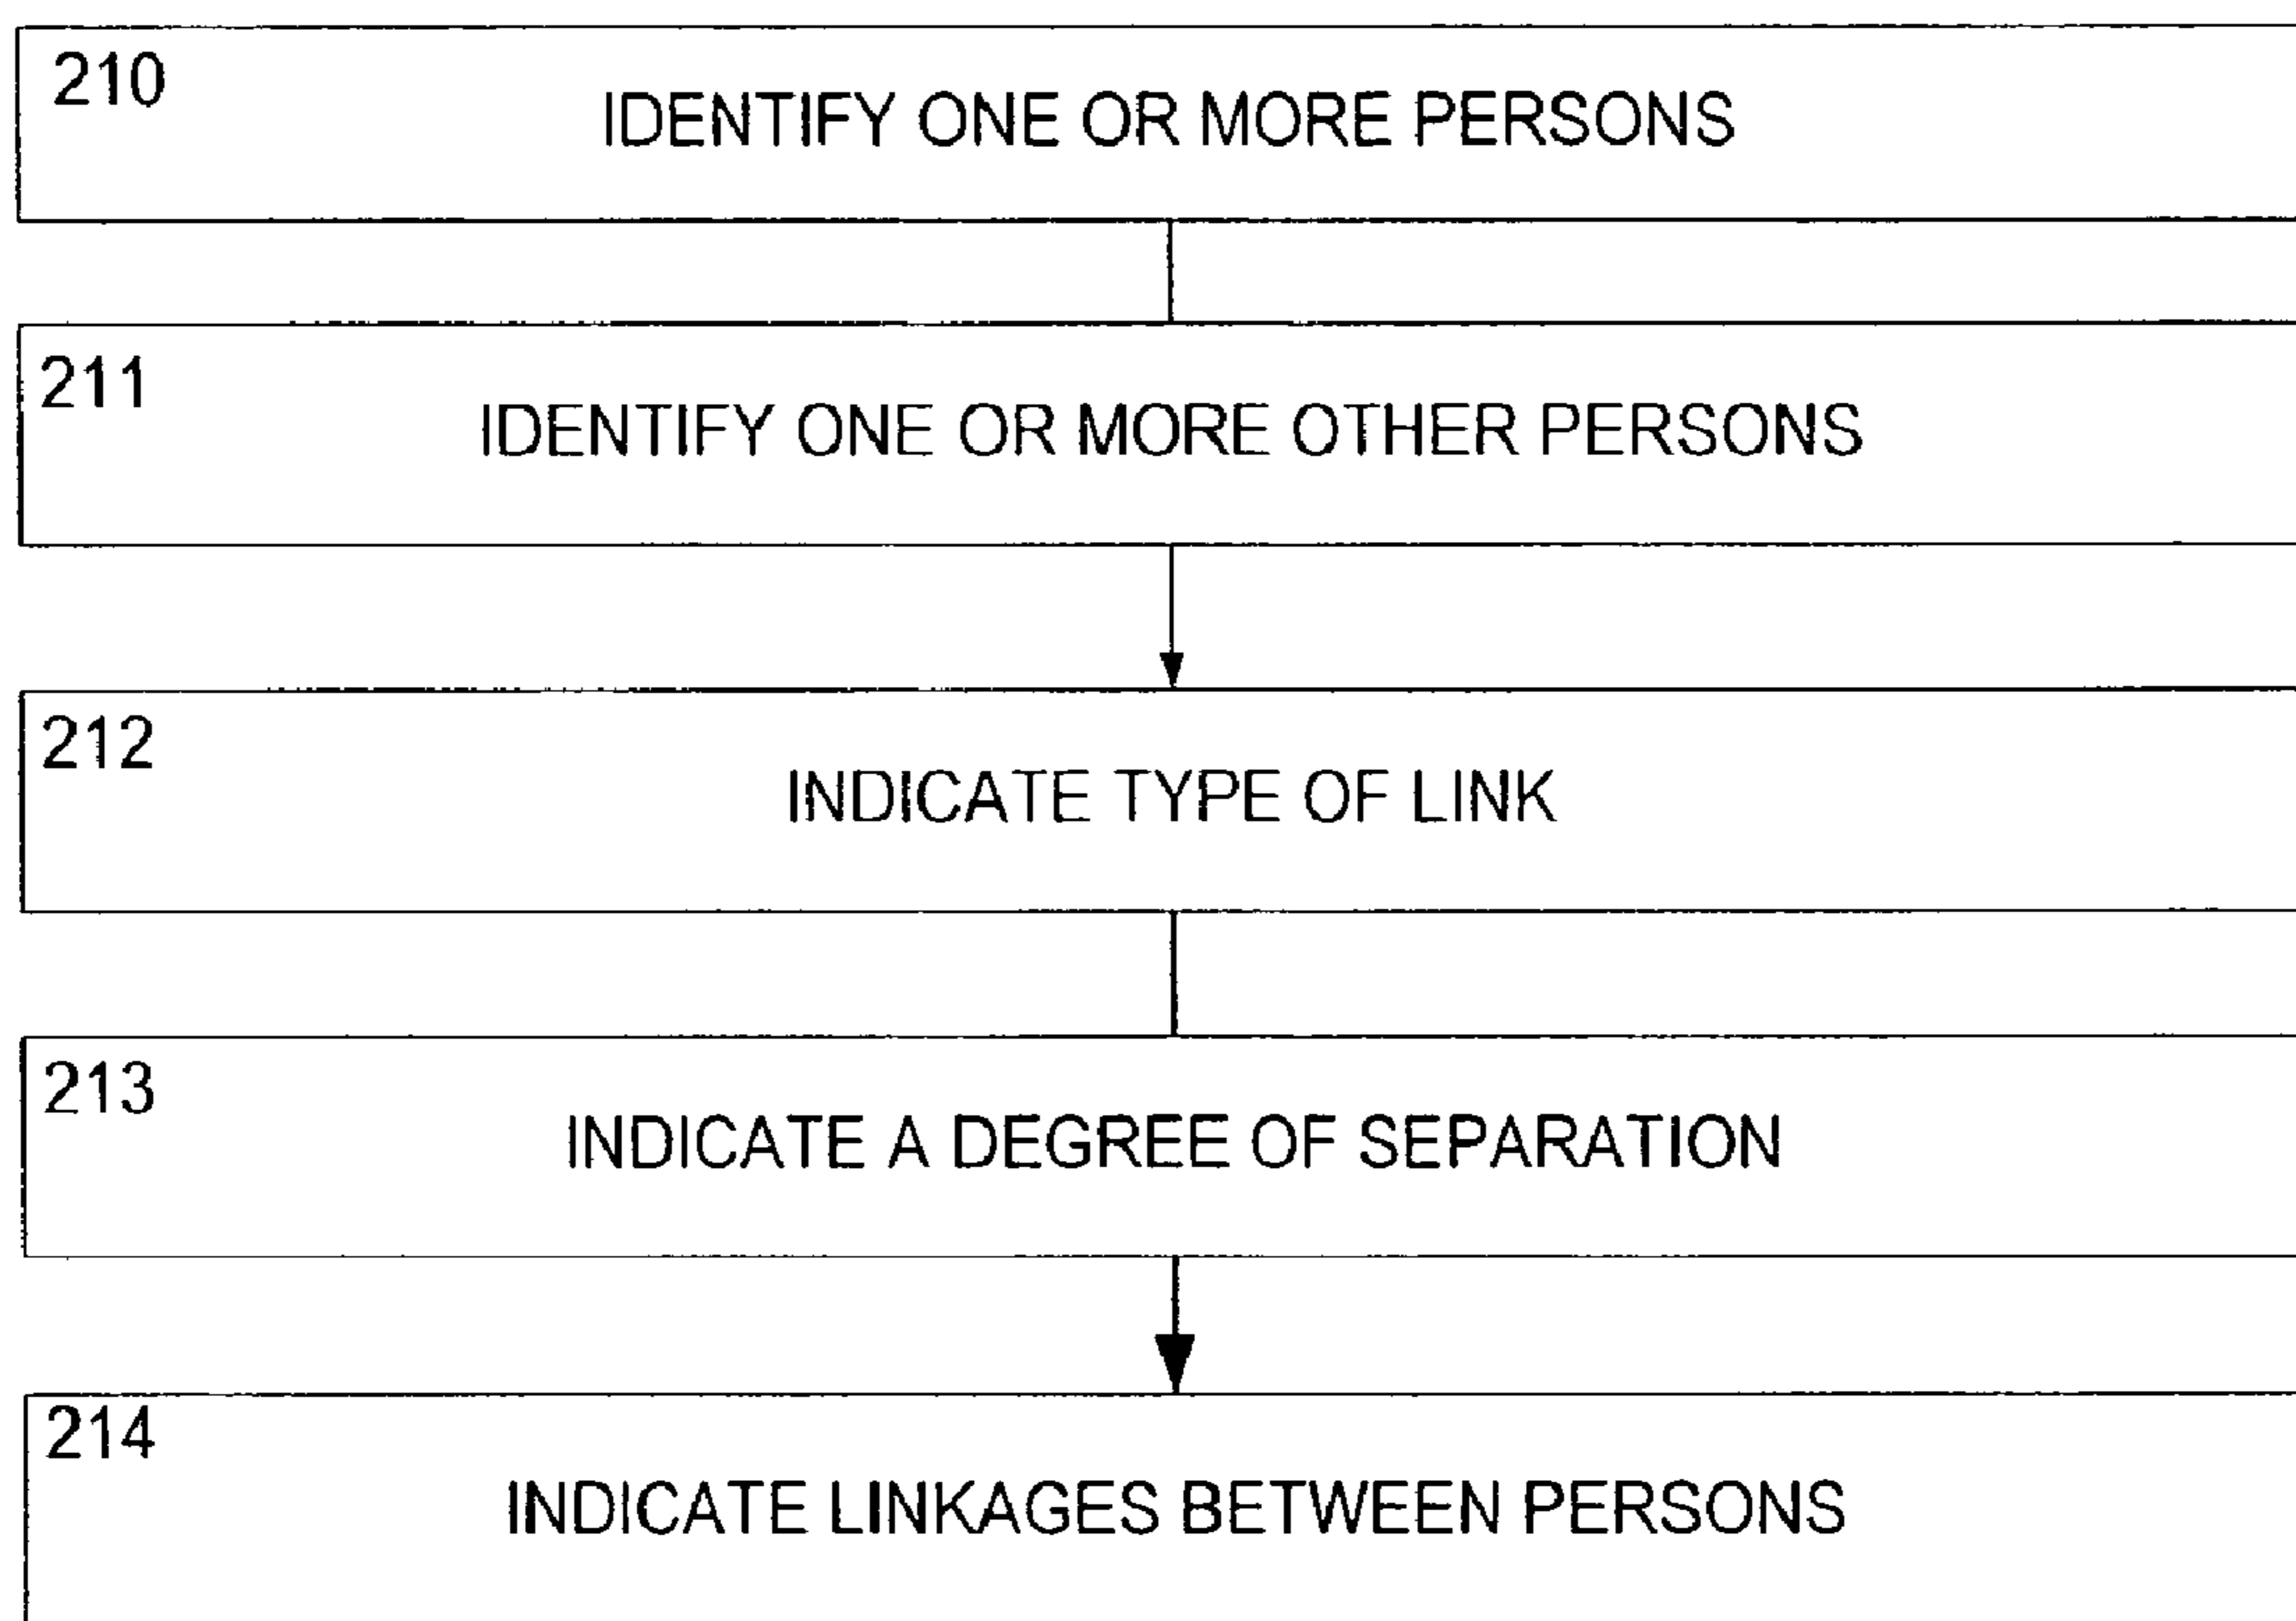 210
IDENTIFY ONE OR MORE PERSONS
211
IDENTIFY ONE OR MORE OTHER PERSONS
212
INDICATE TYPE OF LINK
213
INDICATE A DEGREE OF SEPARATION
214
INDICATE LINKAGES BETWEEN PERSONS